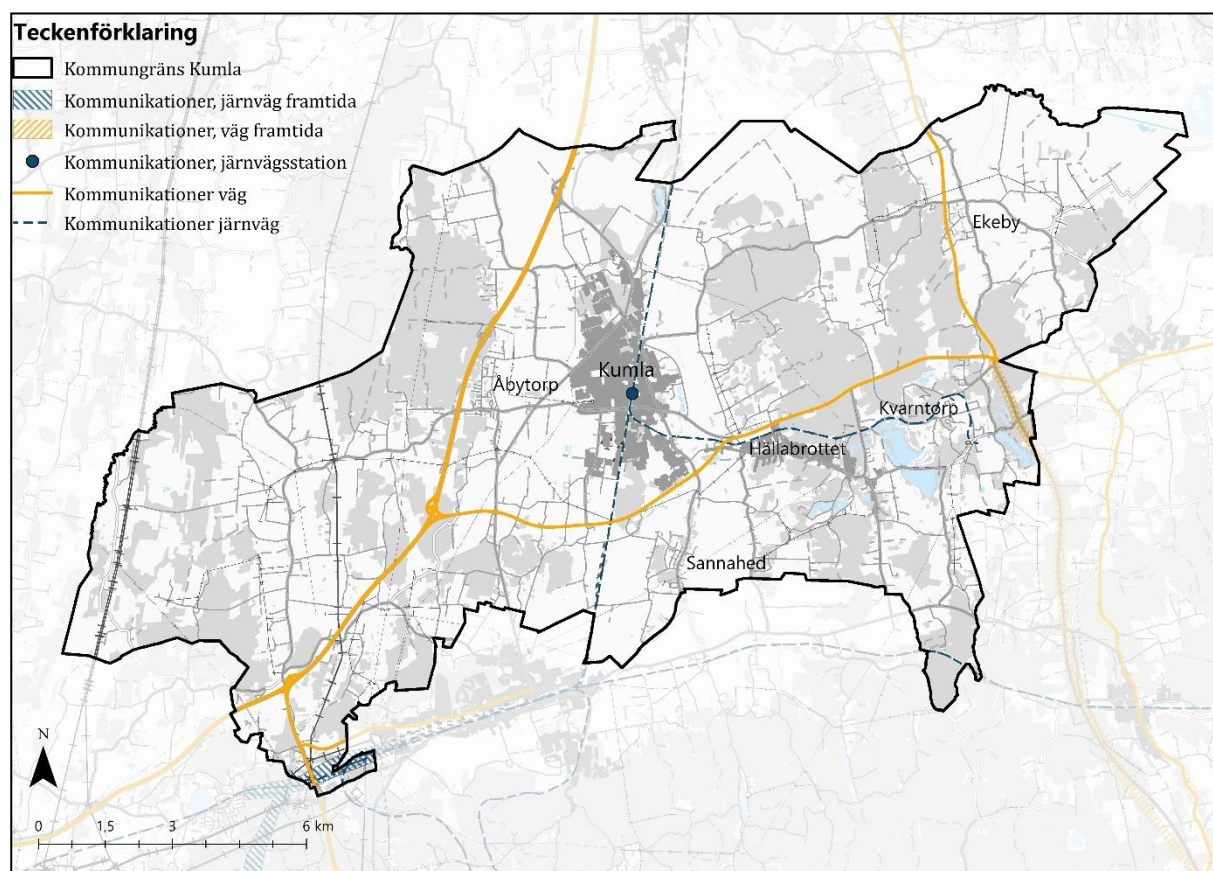 Teckenförklaring
Kommungräns Kumla
Kommunikationer, järnväg framtida
Kommunikationer, väg framtida
Kommunikationer, järnvägsstation
Kommunikationer väg
Kommunikationer järnväg
Ekeby
Kumla
Åbytorp
Kvarntorp
Hällabrottet
Sannahed
N
0 1,5 3 6 km